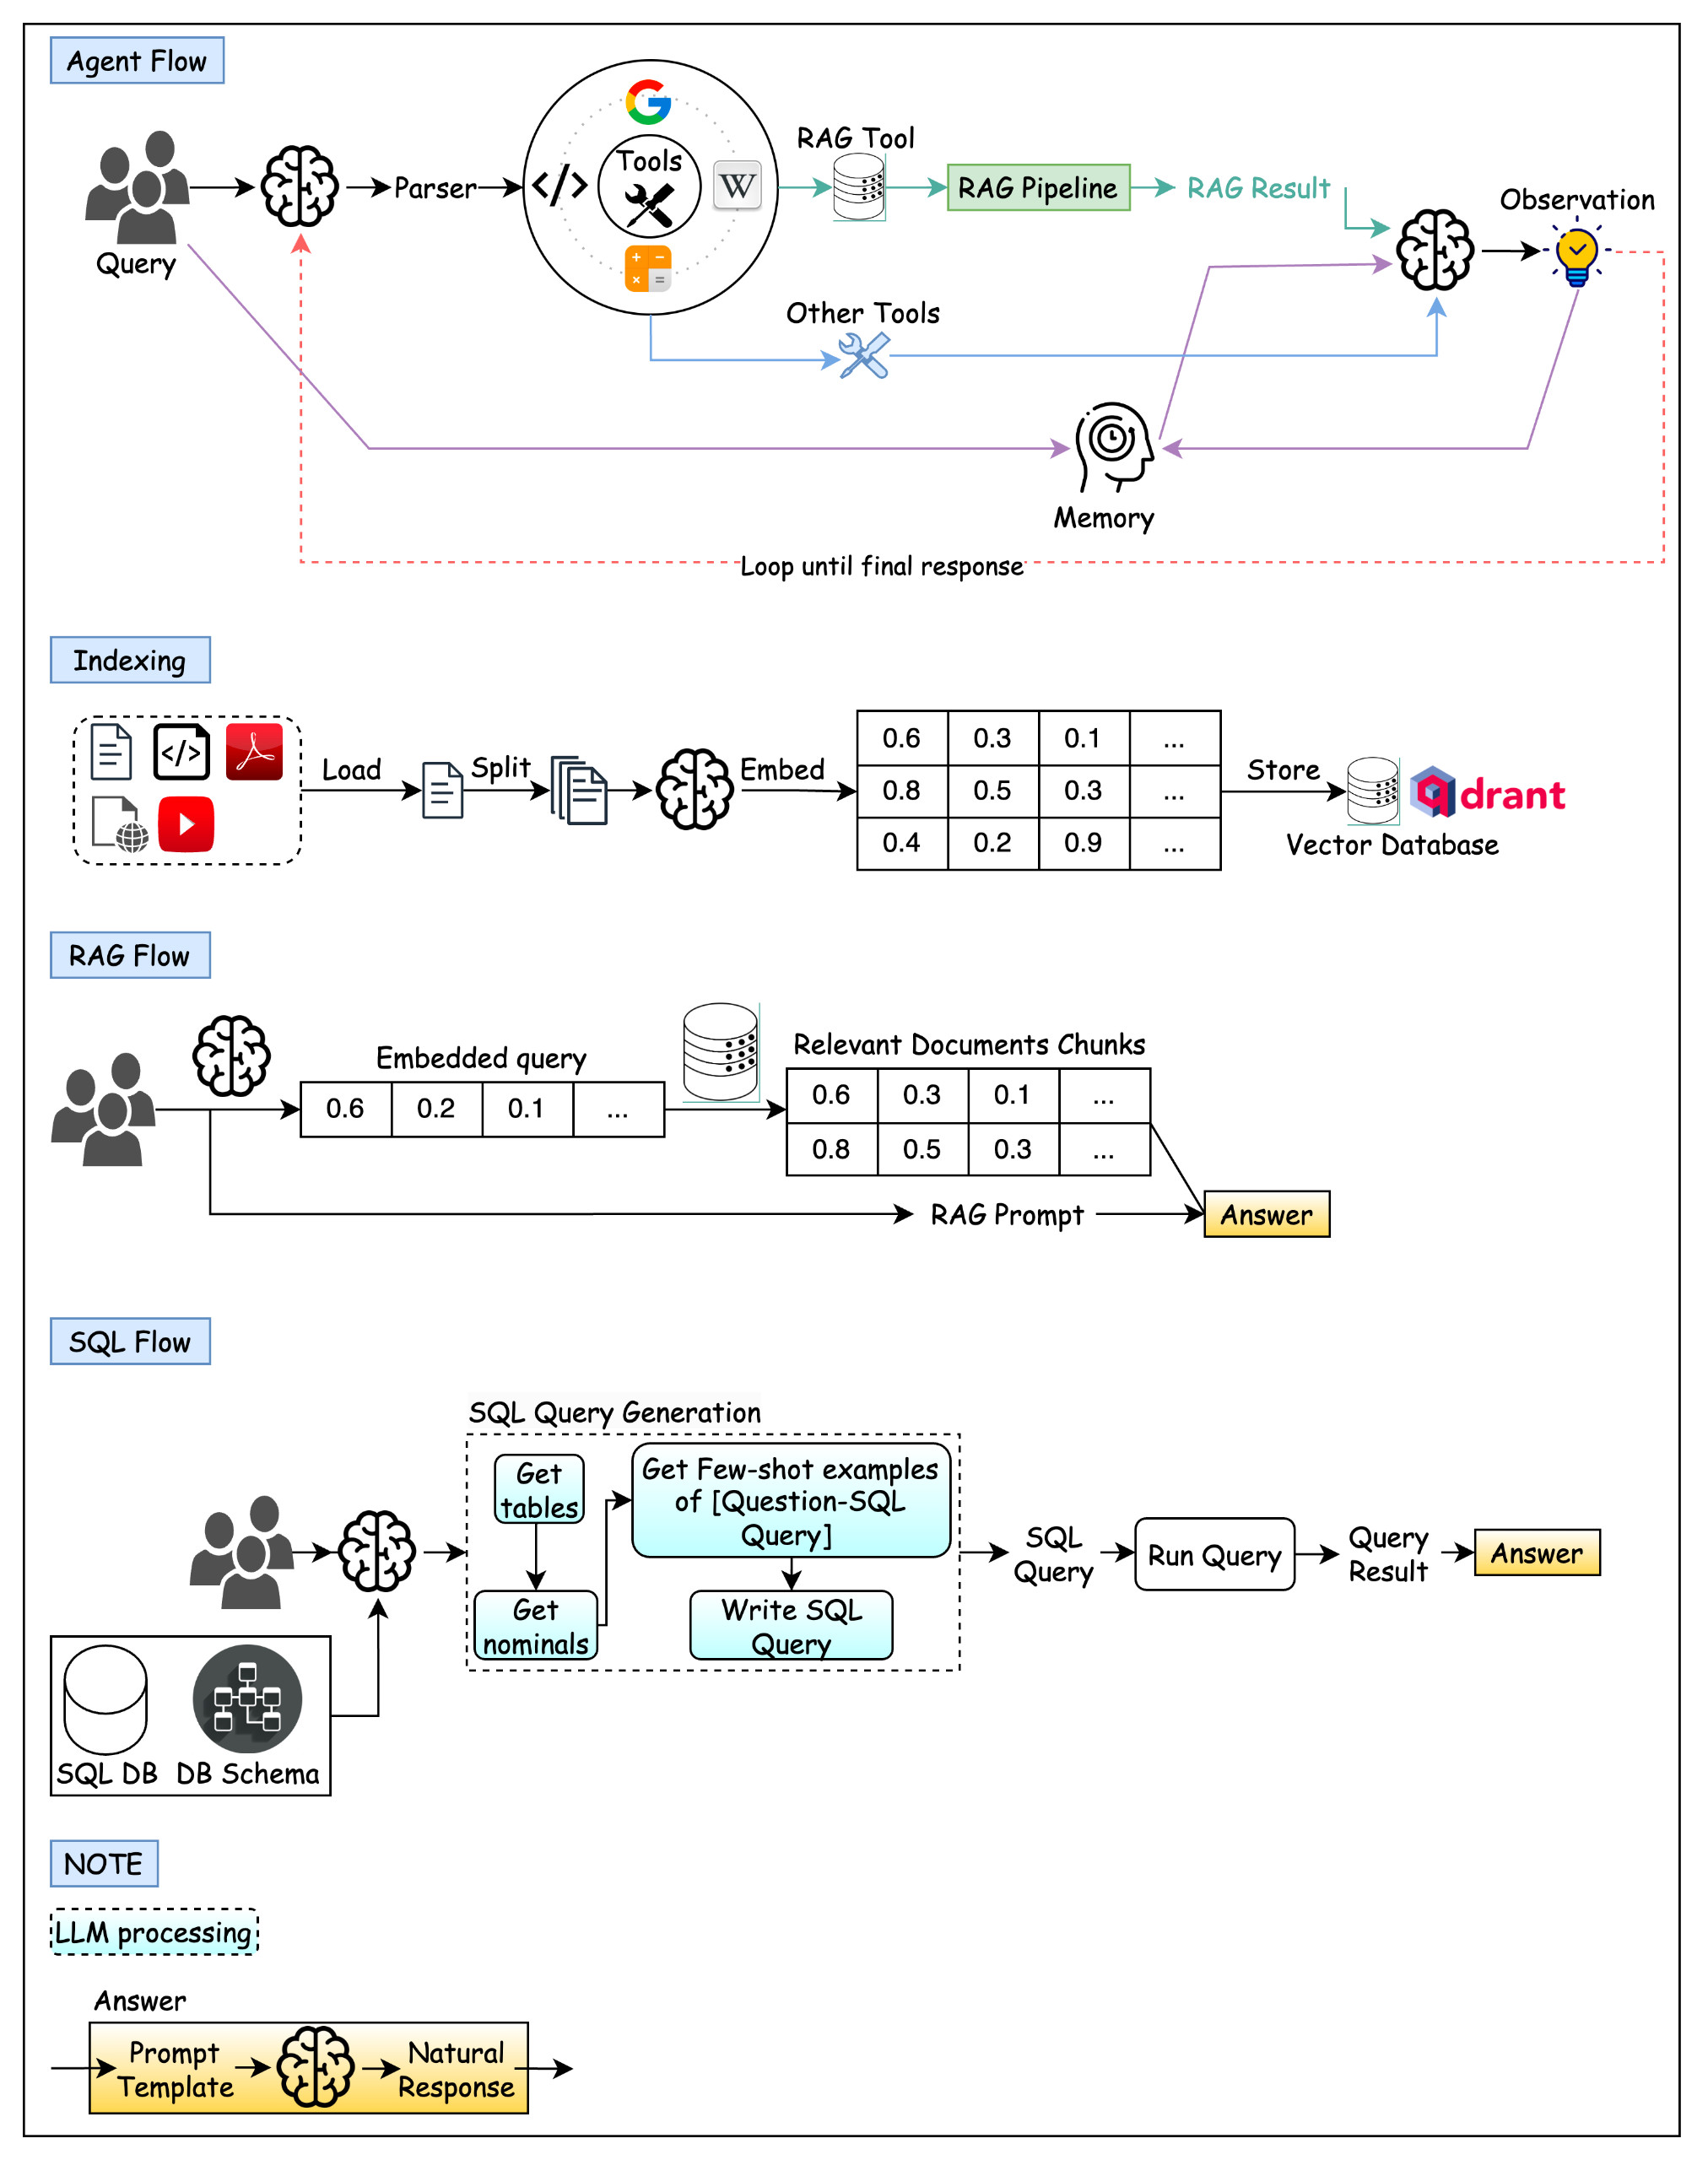 Agent Flow
Query
Parser
Tools
</>
G
W
+ −
× =
RAG Tool
RAG Pipeline
RAG Result
Observation
Other Tools
Memory
Loop until final response
Indexing
</>
Load
Split
Embed
0.6 0.3 0.1 ...
0.8 0.5 0.3 ...
0.4 0.2 0.9 ...
Store
qdrant
Vector Database
RAG Flow
Embedded query
0.6 0.2 0.1 ...
Relevant Documents Chunks
0.6 0.3 0.1 ...
0.8 0.5 0.3 ...
RAG Prompt
Answer
SQL Flow
SQL Query Generation
Get
tables
Get
nominals
Get Few-shot examples
of [Question-SQL
Query]
Write SQL
Query
SQL
Query
Run Query
Query
Result
Answer
SQL DB
DB Schema
NOTE
LLM processing
Answer
Prompt
Template
Natural
Response